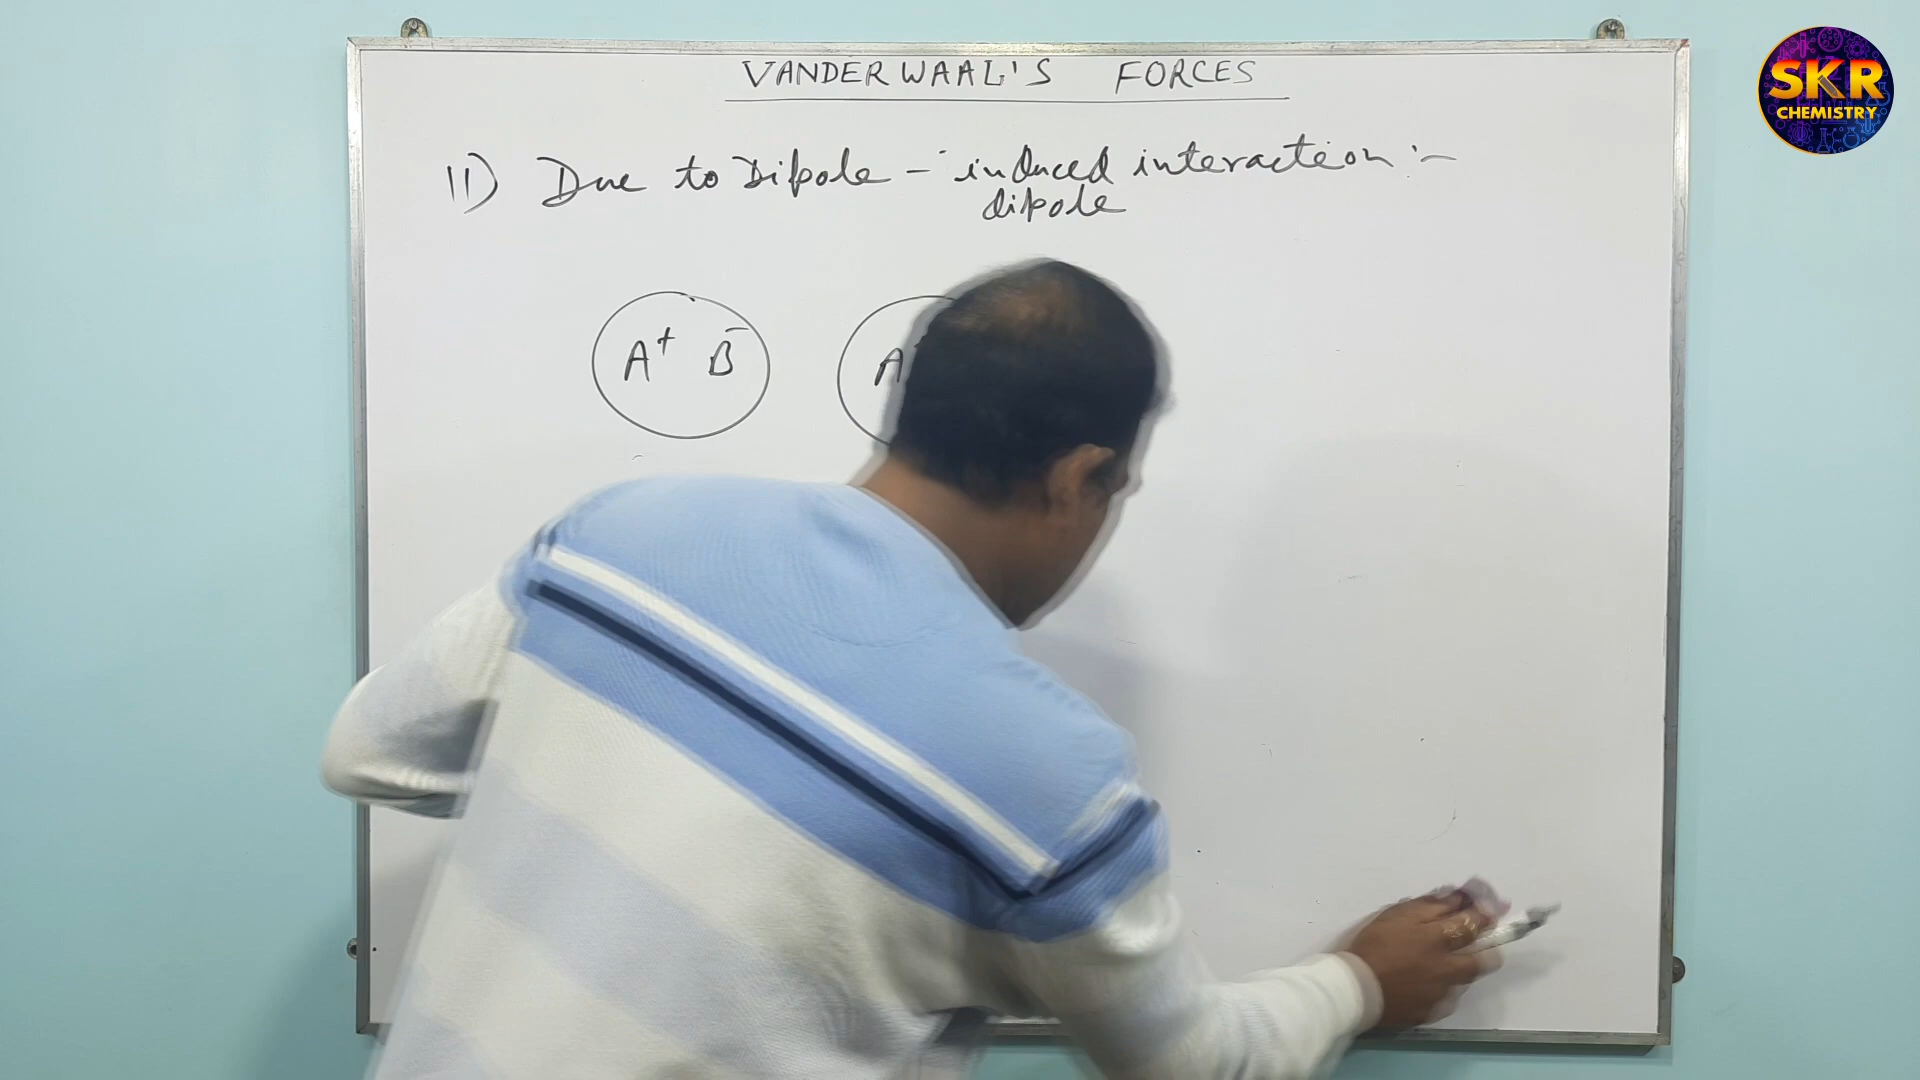 VANDERWAAL'S FORCES
II) Due to Dipole - induced interaction :-
dipole
A⁺ B⁻
A
SKR
CHEMISTRY